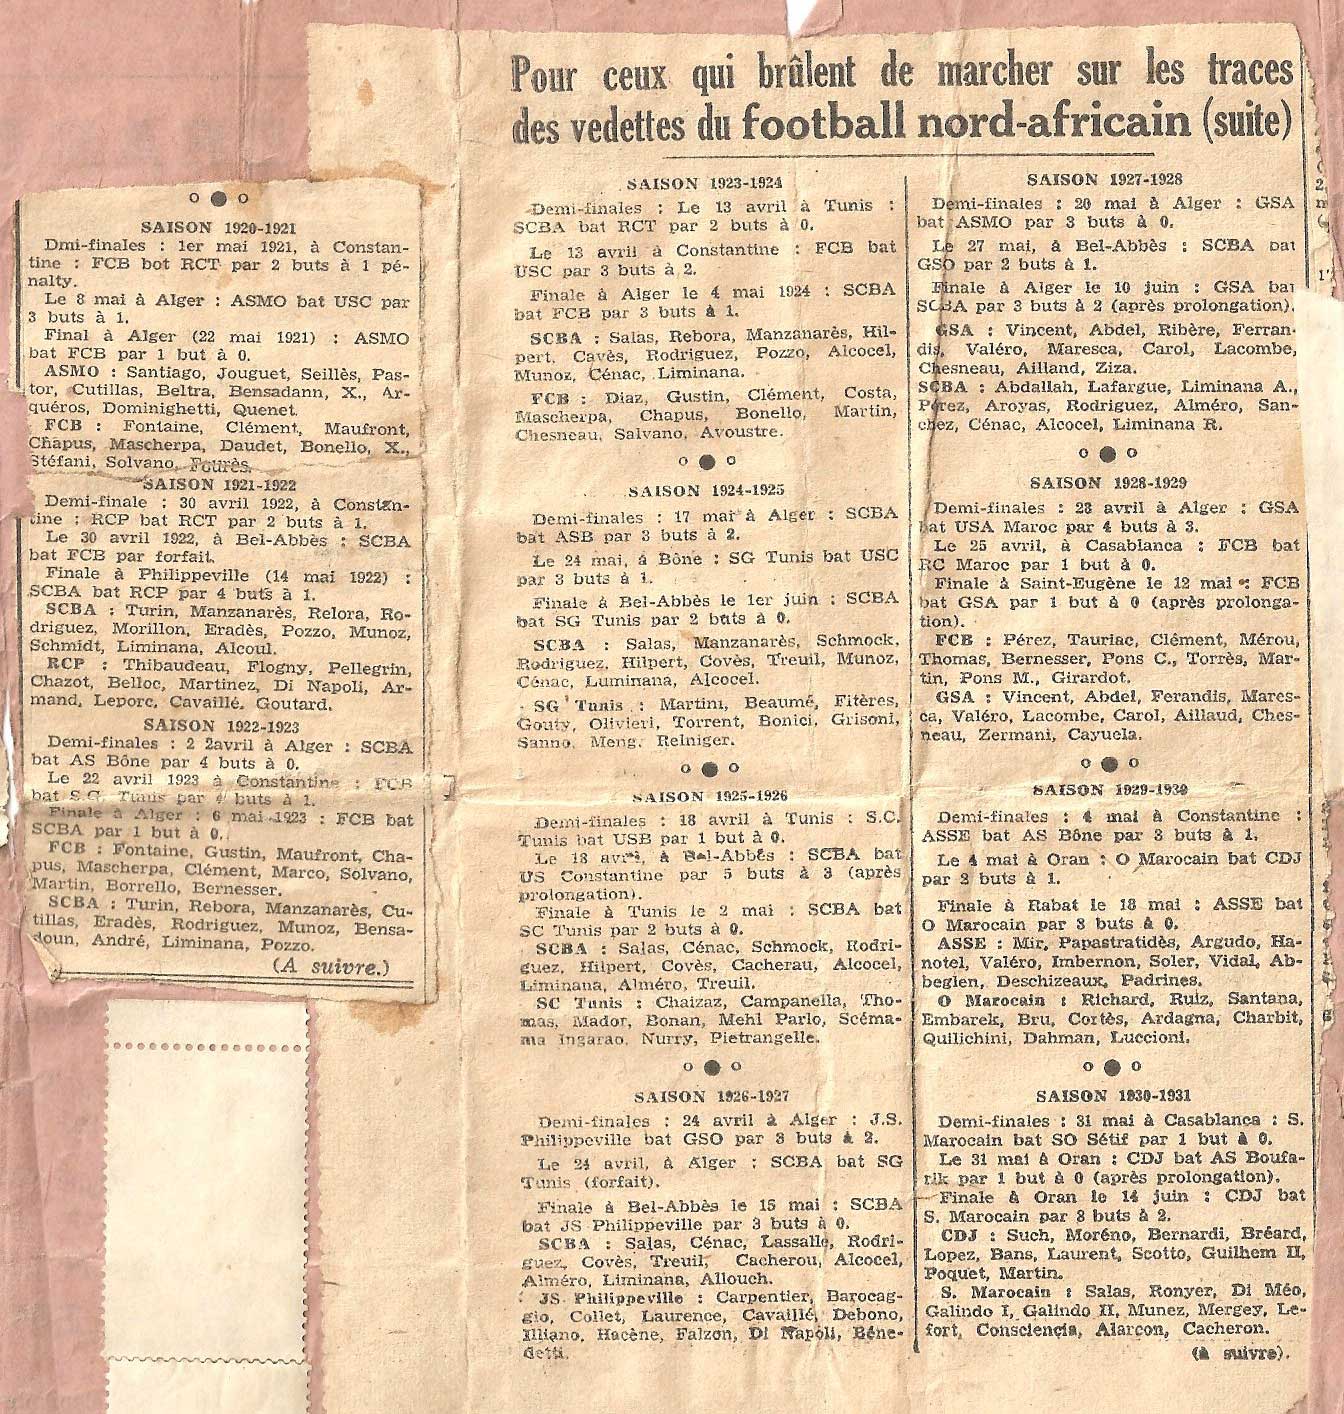 Pour ceux qui brûlent de marcher sur les traces
des vedettes du football nord-africain (suite)
SAISON 1920-1921
Dmi-finales : 1er mai 1921, à Constan-
tine : FCB bot RCT par 2 buts à 1 pé-
nalty.
Le 8 mai à Alger : ASMO bat USC par
3 buts à 1.
Final à Alger (22 mai 1921) : ASMO
bat FCB par 1 but à 0.
ASMO : Santiago, Jouguet, Seillès, Pas-
tor, Cutillas, Beltra, Bensadann, X., Ar-
quéros, Dominighetti, Quenet.
FCB : Fontaine, Clément, Maufront,
Chapus, Mascherpa, Daudet, Bonello, X.,
Stéfani, Solvano, Fourès.
SAISON 1921-1922
Demi-finale : 30 avril 1922, à Constan-
tine : RCP bat RCT par 2 buts à 1.
Le 30 avril 1922, à Bel-Abbès : SCBA
bat FCB par forfait.
Finale à Philippeville (14 mai 1922) :
SCBA bat RCP par 4 buts à 1.
SCBA : Turin, Manzanarès, Relora, Ro-
driguez, Morillon, Eradès, Pozzo, Munoz,
Schmidt, Liminana, Alcoul.
RCP : Thibaudeau, Flogny, Pellegrin,
Chazot, Belloc, Martinez, Di Napoli, Ar-
mand, Leporc, Cavaillé, Goutard.
SAISON 1922-1923
Demi-finales : 2 2avril à Alger : SCBA
bat AS Bône par 4 buts à 0.
Le 22 avril 1923 à Constantine : FCB
bat S.G. Tunis par 4 buts à 1.
Finale à Alger : 6 mai 1923 : FCB bat
SCBA par 1 but à 0.
FCB : Fontaine, Gustin, Maufront, Cha-
pus, Mascherpa, Clément, Marco, Solvano,
Martin, Borrello, Bernesser.
SCBA : Turin, Rebora, Manzanarès, Cu-
tillas, Eradès, Rodriguez, Munoz, Bensa-
doun, André, Liminana, Pozzo.
(A suivre.)
SAISON 1923-1924
Demi-finales : Le 13 avril à Tunis :
SCBA bat RCT par 2 buts à 0.
Le 13 avril à Constantine : FCB bat
USC par 3 buts à 2.
Finale à Alger le 4 mai 1924 : SCBA
bat FCB par 3 buts à 1.
SCBA : Salas, Rebora, Manzanarès, Hil-
pert, Cavès, Rodriguez, Pozzo, Alcocel,
Munoz, Cénac, Liminana.
FCB : Diaz, Gustin, Clément, Costa,
Mascherpa, Chapus, Bonello, Martin,
Chesneau, Salvano, Avoustre.
SAISON 1924-1925
Demi-finales : 17 mai à Alger : SCBA
bat ASB par 3 buts à 2.
Le 24 mai, à Bône : SG Tunis bat USC
par 3 buts à 1.
Finale à Bel-Abbès le 1er juin : SCBA
bat SG Tunis par 2 buts à 0.
SCBA : Salas, Manzanarès, Schmock,
Rodriguez, Hilpert, Covès, Treuil, Munoz,
Cénac, Luminana, Alcocel.
SG Tunis : Martini, Beaumé, Fitères,
Gouty, Olivieri, Torrent, Bonici, Grisoni,
Sanno, Meng, Relniger.
SAISON 1925-1926
Demi-finales : 18 avril à Tunis : S.C.
Tunis bat USB par 1 but à 0.
Le 18 avril, à Bel-Abbès : SCBA bat
US Constantine par 5 buts à 3 (après
prolongation).
Finale à Tunis le 2 mai : SCBA bat
SC Tunis par 2 buts à 0.
SCBA : Salas, Cénac, Schmock, Rodri-
guez, Hilpert, Covès, Cacherau, Alcocel,
Liminana, Alméro, Treuil.
SC Tunis : Chaizaz, Campanella, Tho-
mas, Mador, Bonan, Mehl Parlo, Scéma-
ma Ingarao, Nurry, Pietrangelle.
SAISON 1926-1927
Demi-finales : 24 avril à Alger : J.S.
Philippeville bat GSO par 3 buts à 2.
Le 24 avril, à Alger : SCBA bat SG
Tunis (forfait).
Finale à Bel-Abbès le 15 mai : SCBA
bat JS Philippeville par 3 buts à 0.
SCBA : Salas, Cénac, Lassalle, Rodri-
guez, Covès, Treuil, Cacherou, Alcocel,
Alméro, Liminana, Allouch.
JS Philippeville : Carpentier, Barocag-
gio, Collet, Laurence, Cavaillé, Debono,
Illiano, Hacène, Falzon, Di Napoli, Béne-
detti.
SAISON 1927-1928
Demi-finales : 20 mai à Alger : GSA
bat ASMO par 3 buts à 0.
Le 27 mai, à Bel-Abbès : SCBA bat
GSO par 2 buts à 1.
Finale à Alger le 10 juin : GSA bat
SCBA par 3 buts à 2 (après prolongation).
GSA : Vincent, Abdel, Ribère, Ferran-
dis, Valéro, Maresca, Carol, Lacombe,
Chesneau, Ailland, Ziza.
SCBA : Abdallah, Lafargue, Liminana A.,
Pérez, Aroyas, Rodriguez, Alméro, San-
chez, Cénac, Alcocel, Liminana R.
SAISON 1928-1929
Demi-finales : 28 avril à Alger : GSA
bat USA Maroc par 4 buts à 3.
Le 25 avril, à Casablanca : FCB bat
RC Maroc par 1 but à 0.
Finale à Saint-Eugène le 12 mai : FCB
bat GSA par 1 but à 0 (après prolonga-
tion).
FCB : Pérez, Tauriac, Clément, Mérou,
Thomas, Bernesser, Pons C., Torrès, Mar-
tin, Pons M., Girardot.
GSA : Vincent, Abdel, Ferandis, Mares-
ca, Valéro, Lacombe, Carol, Aillaud, Ches-
neau, Zermani, Cayuela.
SAISON 1929-1930
Demi-finales : 4 mai à Constantine :
ASSE bat AS Bône par 3 buts à 1.
Le 4 mai à Oran : O Marocain bat CDJ
par 2 buts à 1.
Finale à Rabat le 18 mai : ASSE bat
O Marocain par 3 buts à 0.
ASSE : Mir, Papastratidès, Argudo, Ha-
notel, Valéro, Imbernon, Soler, Vidal, Ab-
beglen, Deschizeaux, Padrines.
O Marocain : Richard, Ruiz, Santana,
Embarek, Bru, Cortès, Ardagna, Charbit,
Quilichini, Dahman, Luccioni.
SAISON 1930-1931
Demi-finales : 31 mai à Casablanca : S.
Marocain bat SO Sétif par 1 but à 0.
Le 31 mai à Oran : CDJ bat AS Boufa-
rik par 1 but à 0 (après prolongation).
Finale à Oran le 14 juin : CDJ bat
S. Marocain par 3 buts à 2.
CDJ : Such, Moréno, Bernardi, Bréard,
Lopez, Bans, Laurent, Scotto, Guilhem II,
Poquet, Martin.
S. Marocain : Salas, Ronyer, Di Méo,
Galindo I, Galindo II, Munez, Mergey, Le-
fort, Consciencia, Alarçon, Cacheron.
(à suivre).